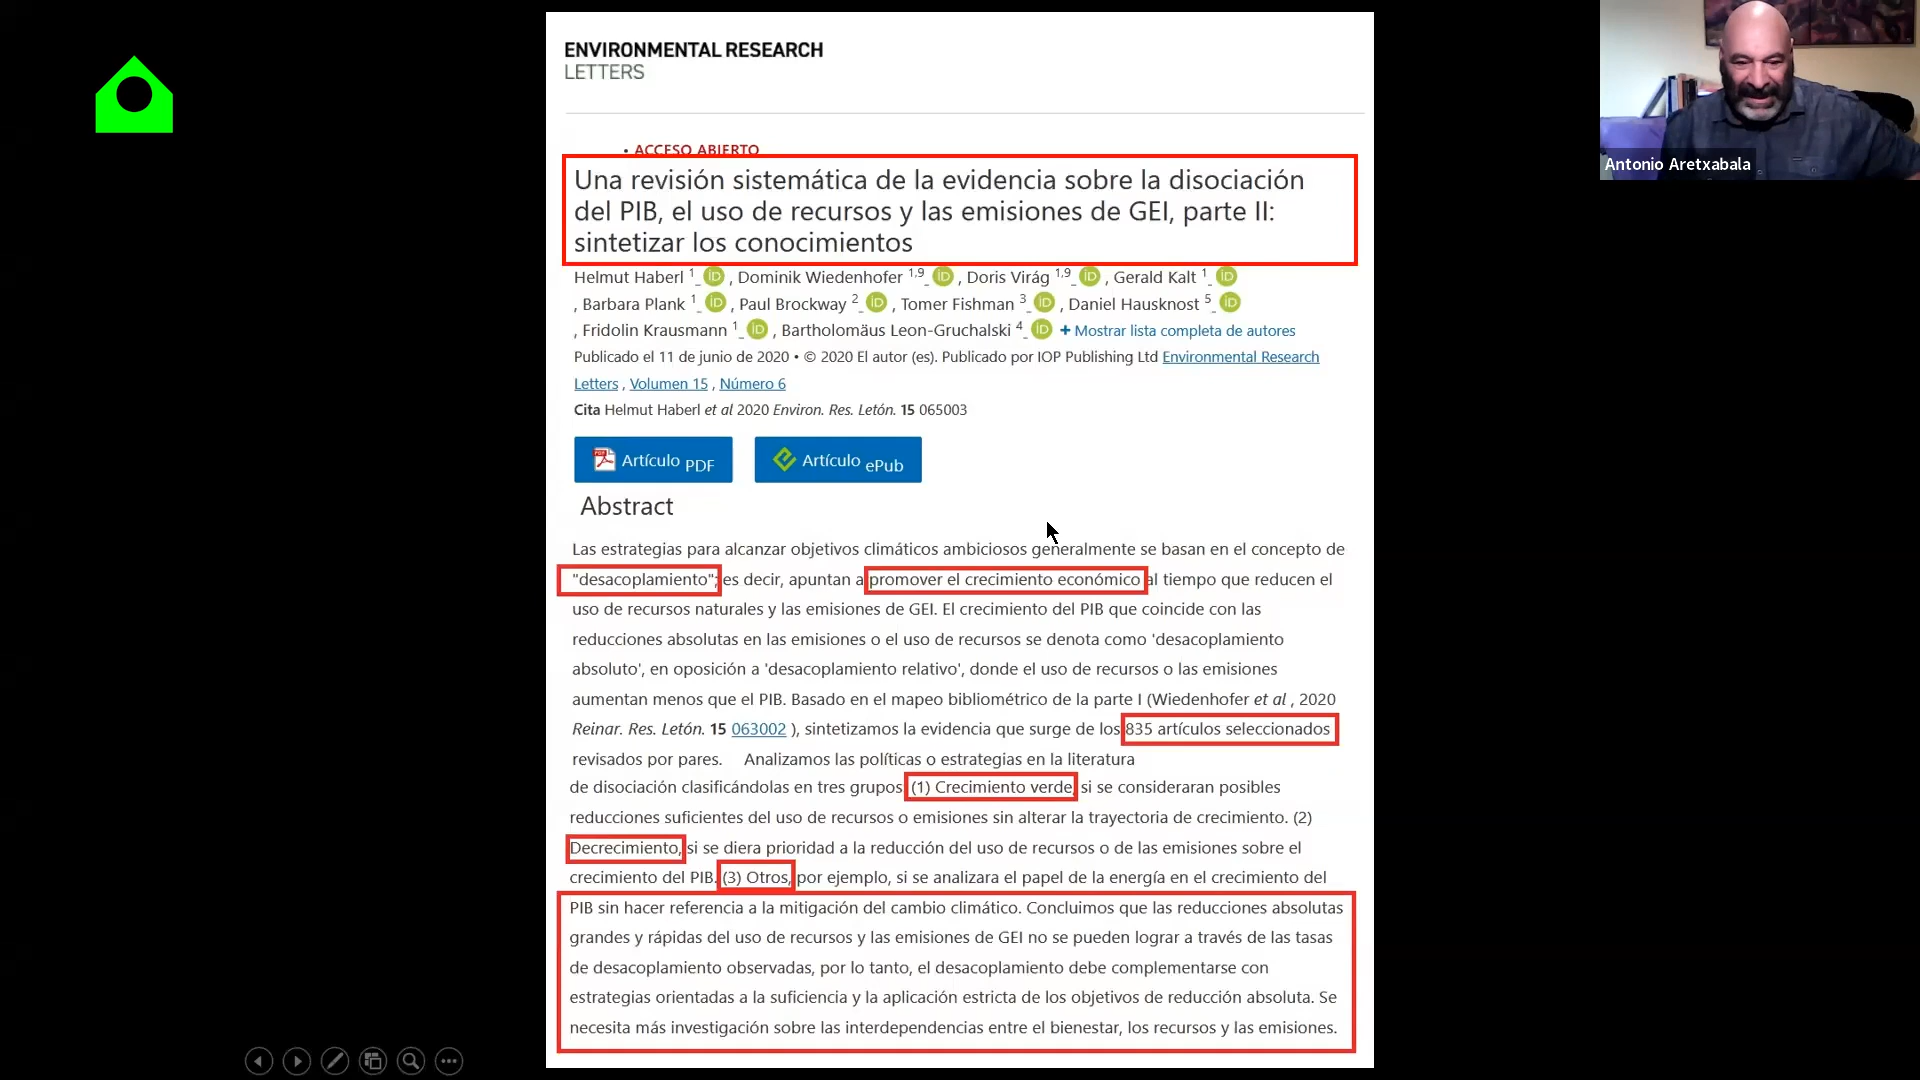 ENVIRONMENTAL RESEARCH
LETTERS
• ACCESO ABIERTO
Una revisión sistemática de la evidencia sobre la disociación
del PIB, el uso de recursos y las emisiones de GEI, parte II:
sintetizar los conocimientos
Helmut Haberl 1 iD , Dominik Wiedenhofer 1,9 iD , Doris Virág 1,9 iD , Gerald Kalt 1 iD
, Barbara Plank 1 iD , Paul Brockway 2 iD , Tomer Fishman 3 iD , Daniel Hausknost 5 iD
, Fridolin Krausmann 1 iD , Bartholomäus Leon-Gruchalski 4 iD + Mostrar lista completa de autores
Publicado el 11 de junio de 2020 • © 2020 El autor (es). Publicado por IOP Publishing Ltd Environmental Research
Letters , Volumen 15 , Número 6
Cita Helmut Haberl et al 2020 Environ. Res. Letón. 15 065003
Artículo PDF
Artículo ePub
Abstract
Las estrategias para alcanzar objetivos climáticos ambiciosos generalmente se basan en el concepto de
"desacoplamiento"; es decir, apuntan a promover el crecimiento económico al tiempo que reducen el
uso de recursos naturales y las emisiones de GEI. El crecimiento del PIB que coincide con las
reducciones absolutas en las emisiones o el uso de recursos se denota como 'desacoplamiento
absoluto', en oposición a 'desacoplamiento relativo', donde el uso de recursos o las emisiones
aumentan menos que el PIB. Basado en el mapeo bibliométrico de la parte I (Wiedenhofer et al , 2020
Reinar. Res. Letón. 15 063002 ), sintetizamos la evidencia que surge de los 835 artículos seleccionados
revisados por pares. Analizamos las políticas o estrategias en la literatura
de disociación clasificándolas en tres grupos (1) Crecimiento verde, si se consideraran posibles
reducciones suficientes del uso de recursos o emisiones sin alterar la trayectoria de crecimiento. (2)
Decrecimiento, si se diera prioridad a la reducción del uso de recursos o de las emisiones sobre el
crecimiento del PIB. (3) Otros, por ejemplo, si se analizara el papel de la energía en el crecimiento del
PIB sin hacer referencia a la mitigación del cambio climático. Concluimos que las reducciones absolutas
grandes y rápidas del uso de recursos y las emisiones de GEI no se pueden lograr a través de las tasas
de desacoplamiento observadas, por lo tanto, el desacoplamiento debe complementarse con
estrategias orientadas a la suficiencia y la aplicación estricta de los objetivos de reducción absoluta. Se
necesita más investigación sobre las interdependencias entre el bienestar, los recursos y las emisiones.
Antonio Aretxabala